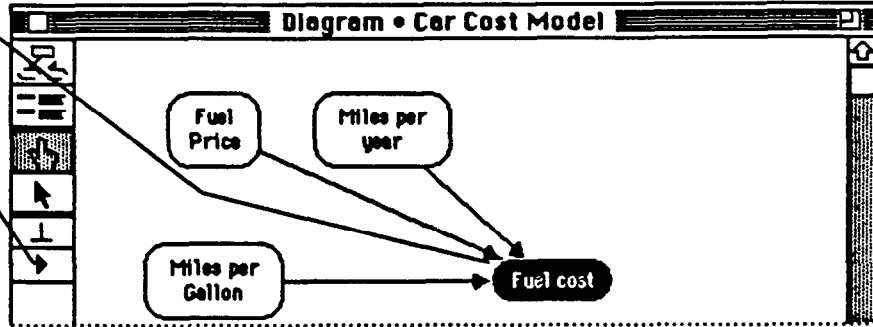 Diagram • Car Cost Model
Fuel
Price
Miles per
year
Miles per
Gallon
Fuel cost